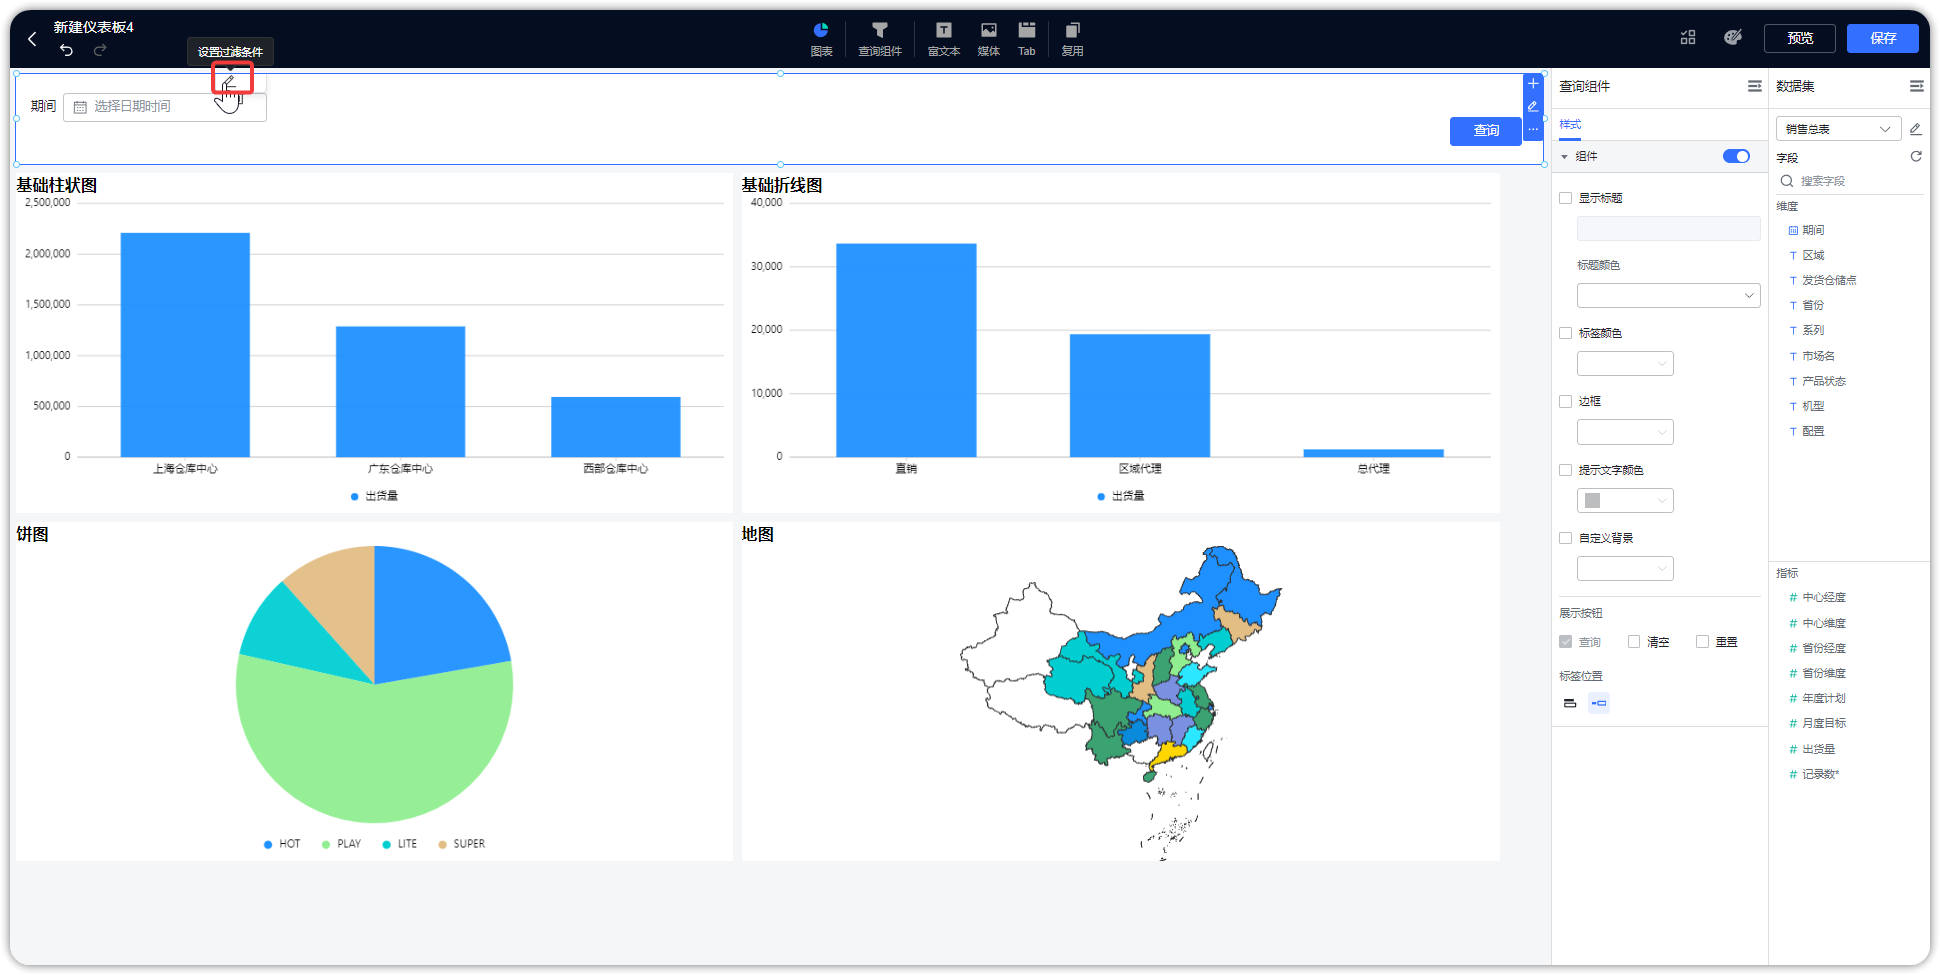 新建仪表板4
设置过滤条件
图表
查询组件
富文本
媒体
Tab
复用
预览
保存
期间
选择日期时间
查询
基础柱状图
2,500,000
2,000,000
1,500,000
1,000,000
500,000
0
上海仓库中心
广东仓库中心
西部仓库中心
出货量
基础折线图
40,000
30,000
20,000
10,000
0
直销
区域代理
总代理
出货量
饼图
HOT
PLAY
LITE
SUPER
地图
查询组件
样式
组件
显示标题
标题颜色
标签颜色
边框
提示文字颜色
自定义背景
展示按钮
查询
清空
重置
标签位置
数据集
销售总表
字段
搜索字段
维度
期间
T 区域
T 发货仓储点
T 省份
T 系列
T 市场名
T 产品状态
T 机型
T 配置
指标
# 中心经度
# 中心维度
# 省份经度
# 省份维度
# 年度计划
# 月度目标
# 出货量
# 记录数*